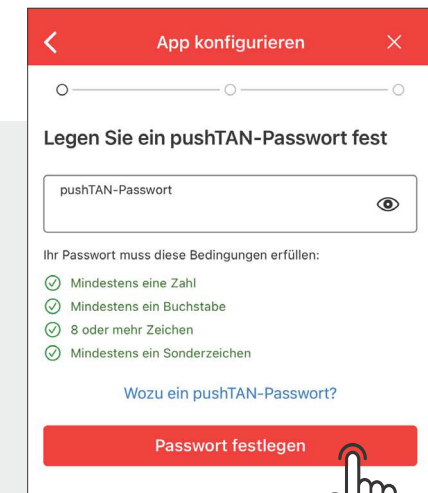 App konfigurieren
Legen Sie ein pushTAN-Passwort fest
pushTAN-Passwort
Ihr Passwort muss diese Bedingungen erfüllen:
Mindestens eine Zahl
Mindestens ein Buchstabe
8 oder mehr Zeichen
Mindestens ein Sonderzeichen
Wozu ein pushTAN-Passwort?
Passwort festlegen